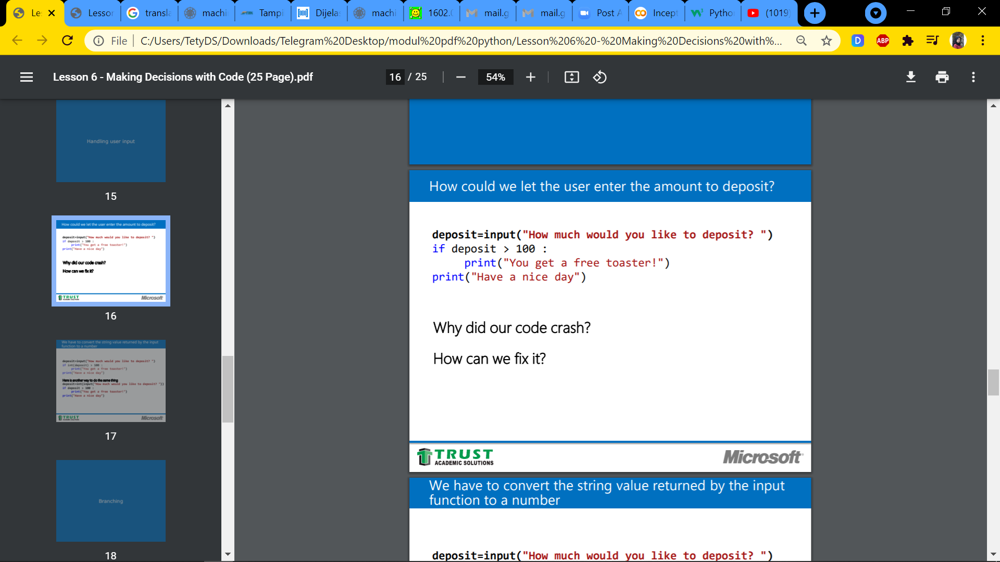 Le
Lessor
transla
machi
Tampi
Dijela
machi
1602.0
mail.g
mail.g
Post A
Incept
Pytho
(1019)
File
C:/Users/TetyDS/Downloads/Telegram%20Desktop/modul%20pdf%20python/Lesson%206%20-%20Making%20Decisions%20with%...
D
ABP
Lesson 6 - Making Decisions with Code (25 Page).pdf
16 / 25
54%
Handling user input
15
How could we let the user enter the amount to deposit?
deposit=input("How much would you like to deposit? ")
if deposit > 100 :
print("You get a free toaster!")
print("Have a nice day")
Why did our code crash?
How can we fix it?
TRUST
ACADEMIC SOLUTIONS
Microsoft
16
We have to convert the string value returned by the input
function to a number
deposit=input("How much would you like to deposit? ")
if int(deposit) > 100 :
print("You get a free toaster!")
print("Have a nice day")
Here is another way to do the same thing
deposit=int(input("How much would you like to deposit? "))
if deposit > 100 :
print("You get a free toaster!")
print("Have a nice day")
TRUST
ACADEMIC SOLUTIONS
Microsoft
17
Branching
18
How could we let the user enter the amount to deposit?
deposit=input("How much would you like to deposit? ")
if deposit > 100 :
print("You get a free toaster!")
print("Have a nice day")
Why did our code crash?
How can we fix it?
TRUST
ACADEMIC SOLUTIONS
Microsoft
We have to convert the string value returned by the input
function to a number
deposit=input("How much would you like to deposit? ")